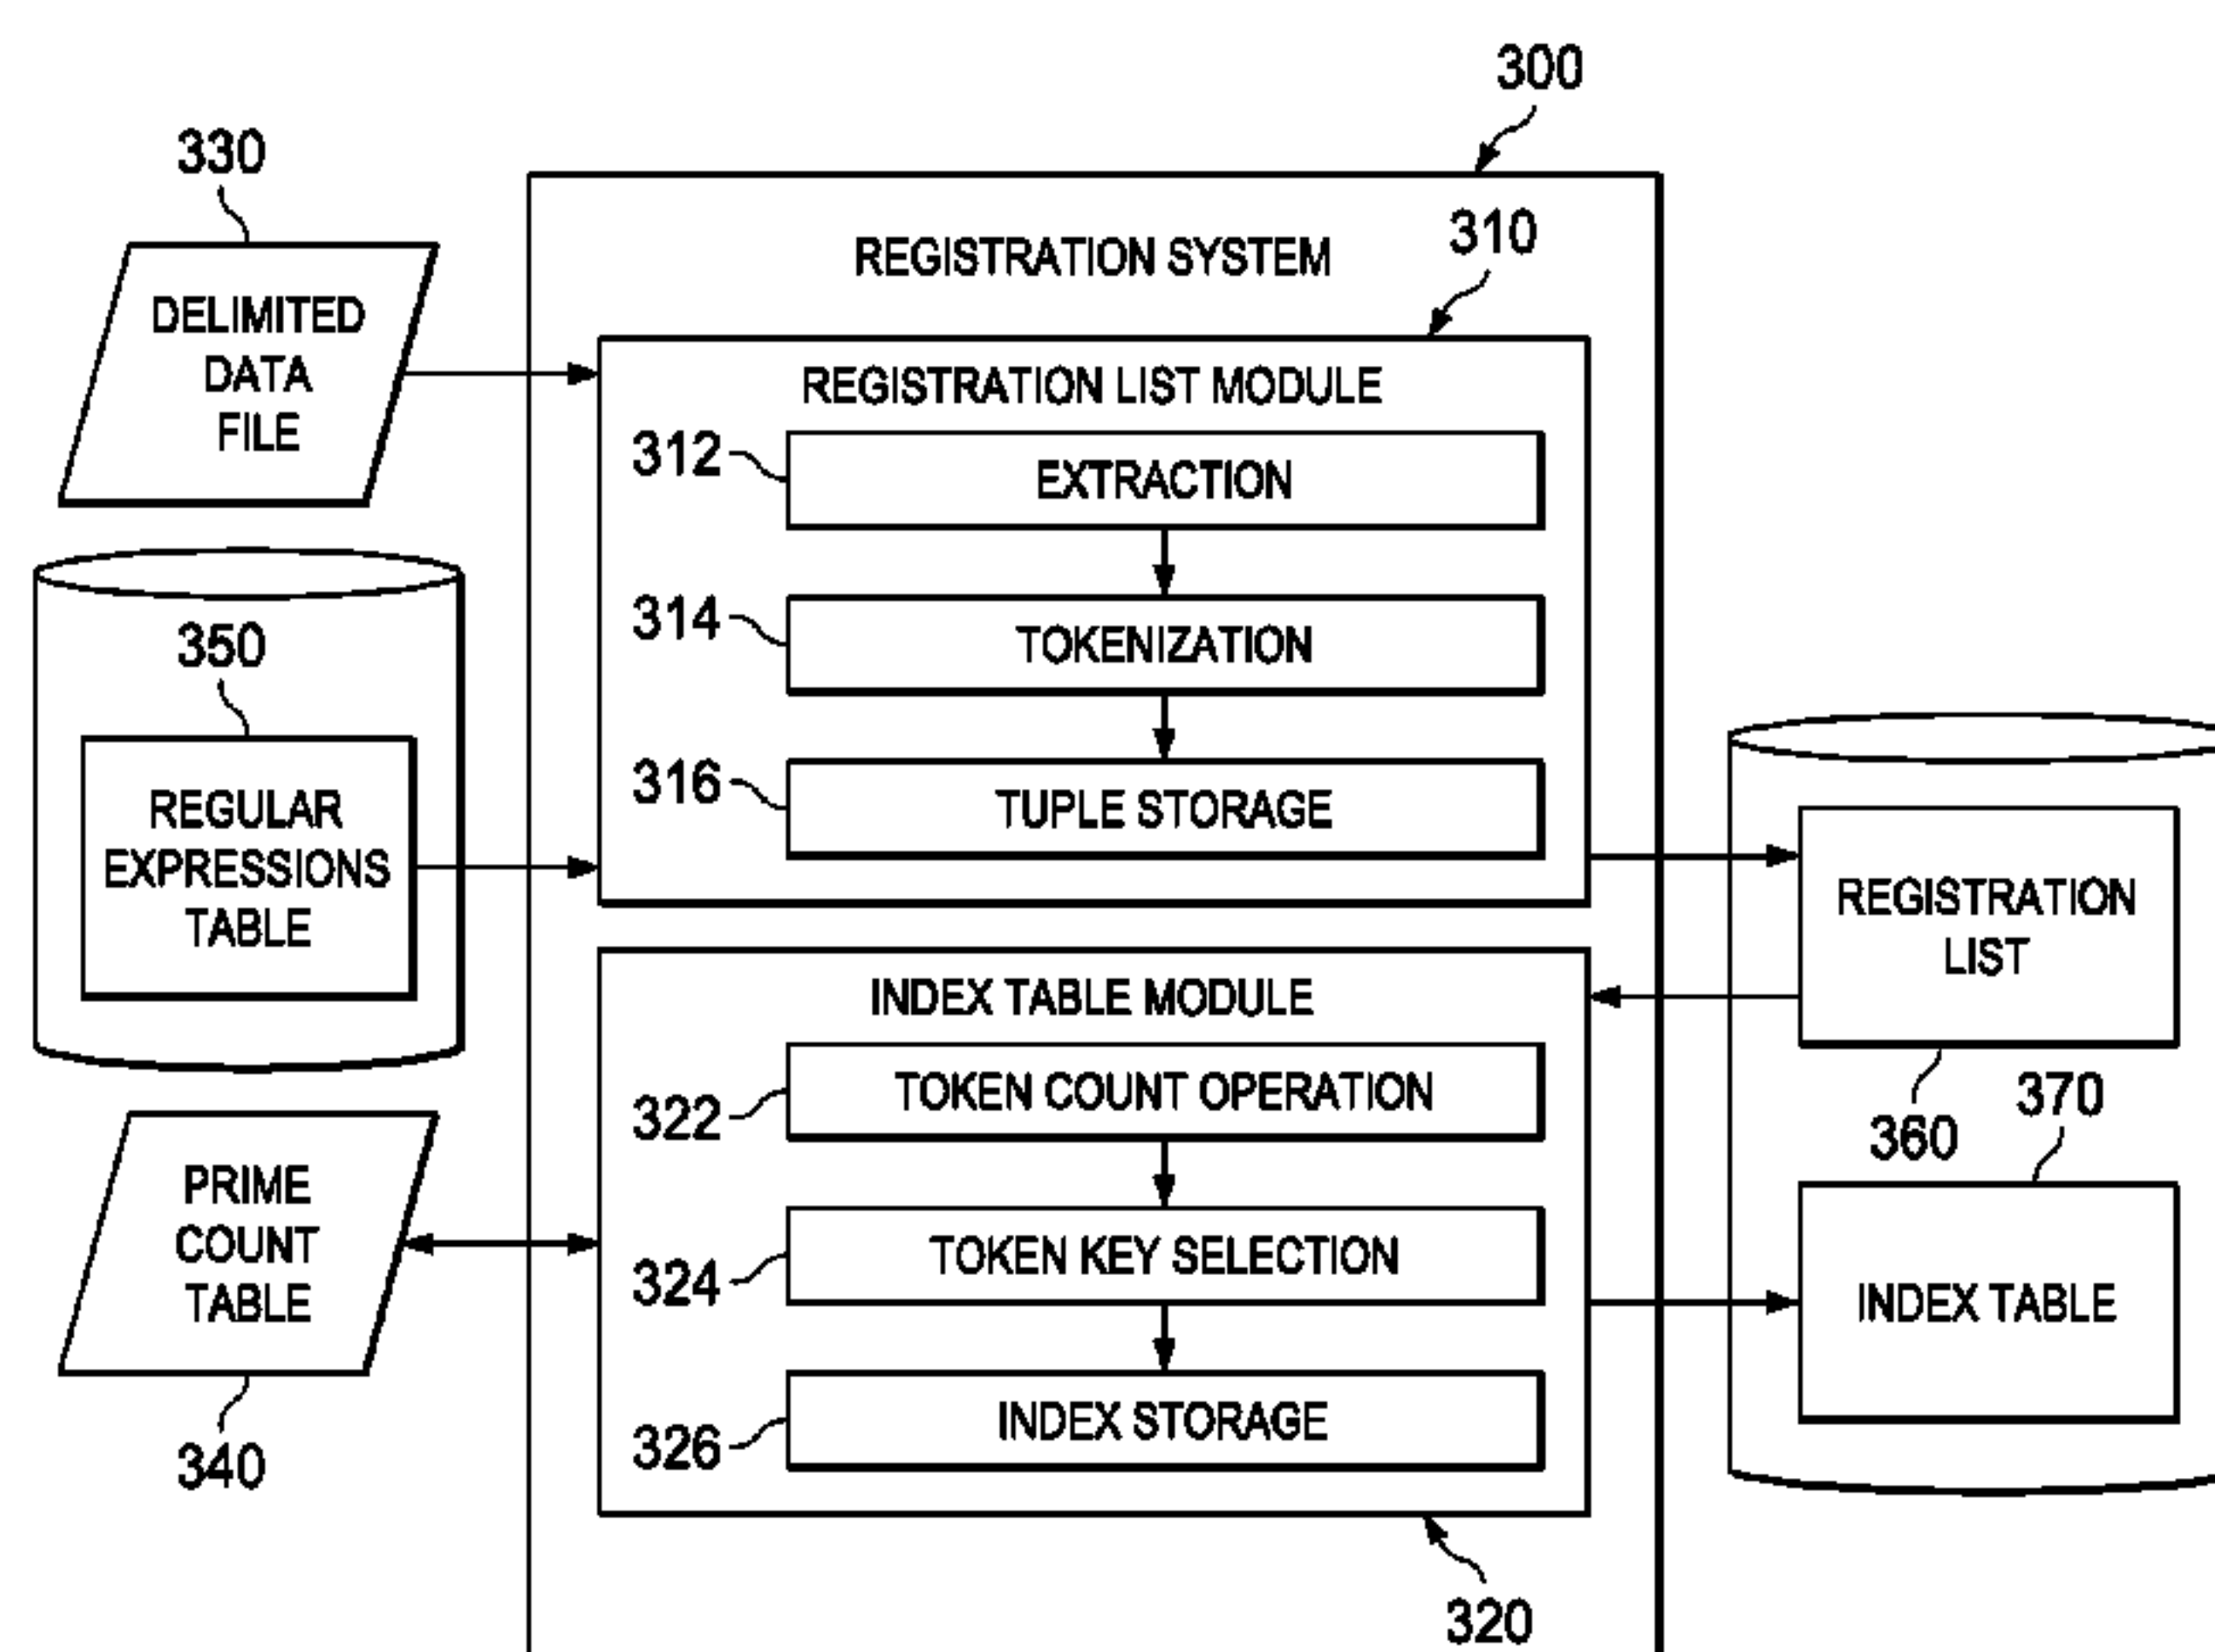 300
330
REGISTRATION SYSTEM
310
DELIMITED
DATA
FILE
REGISTRATION LIST MODULE
312
EXTRACTION
314
TOKENIZATION
316
TUPLE STORAGE
350
REGULAR
EXPRESSIONS
TABLE
REGISTRATION
LIST
360
INDEX TABLE MODULE
322
TOKEN COUNT OPERATION
324
TOKEN KEY SELECTION
326
INDEX STORAGE
PRIME
COUNT
TABLE
340
370
INDEX TABLE
320